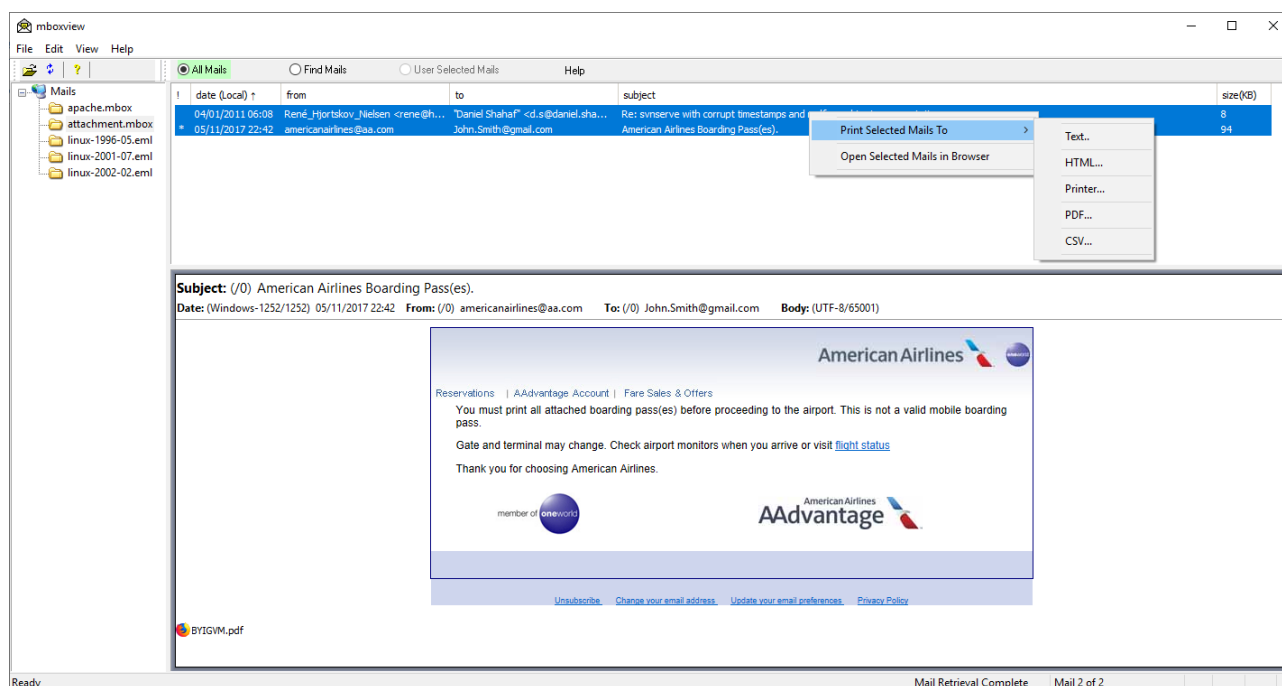 mboxview
File Edit View Help
? All Mails Find Mails User Selected Mails Help
Mails
apache.mbox
attachment.mbox
linux-1996-05.eml
linux-2001-07.eml
linux-2002-02.eml
! date (Local) ↑ from to subject size(KB)
04/01/2011 06:08 René_Hjortskov_Nielsen <rene@h... "Daniel Shahaf" <d.s@daniel.sha... Re: svnserve with corrupt timestamps and 8
* 05/11/2017 22:42 americanairlines@aa.com John.Smith@gmail.com American Airlines Boarding Pass(es). 94
Print Selected Mails To >
Open Selected Mails in Browser
Text..
HTML...
Printer...
PDF...
CSV...
Subject: (/0) American Airlines Boarding Pass(es).
Date: (Windows-1252/1252) 05/11/2017 22:42 From: (/0) americanairlines@aa.com To: (/0) John.Smith@gmail.com Body: (UTF-8/65001)
American Airlines
oneworld
Reservations | AAdvantage Account | Fare Sales & Offers
You must print all attached boarding pass(es) before proceeding to the airport. This is not a valid mobile boarding
pass.
Gate and terminal may change. Check airport monitors when you arrive or visit flight status
Thank you for choosing American Airlines.
member of oneworld
American Airlines
AAdvantage
Unsubscribe Change your email address Update your email preferences Privacy Policy
BYIGVM.pdf
Ready Mail Retrieval Complete Mail 2 of 2